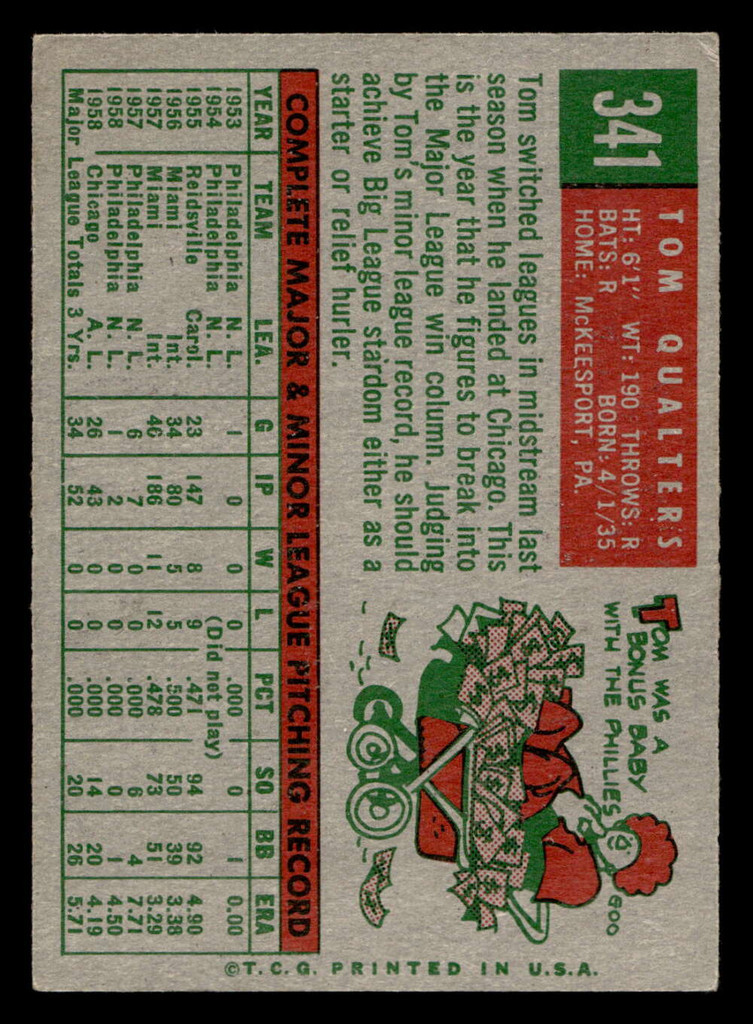 341
TOM QUALTERS
HT: 6'1" WT: 190 THROWS: R
BATS: R BORN: 4/1/35
HOME: McKEESPORT, PA.
Tom switched leagues in midstream last
season when he landed at Chicago. This
is the year that he figures to break into
the Major League win column. Judging
by Tom's minor league record, he should
achieve Big League stardom either as a
starter or relief hurler.
TOM WAS A
BONUS BABY
WITH THE PHILLIES
GOO
COMPLETE MAJOR & MINOR LEAGUE PITCHING RECORD
YEAR TEAM LEA. G IP W L PCT SO BB ERA
1953 Philadelphia N. L. 1 0 0 0 .000 0 1 0.00
1954 Philadelphia N. L. (Did not play)
1955 Reidsville Carol. 23 147 8 9 .471 94 92 4.90
1956 Miami Int. 34 80 5 5 .500 50 39 3.38
1957 Miami Int. 46 186 11 12 .478 73 51 3.29
1957 Philadelphia N. L. 6 7 0 0 .000 6 4 7.71
1958 Philadelphia N. L. 1 2 0 0 .000 0 1 4.50
1958 Chicago A. L. 26 43 0 0 .000 14 20 4.19
Major League Totals 3 Yrs. 34 52 0 0 .000 20 26 5.71
©T.C.G. PRINTED IN U.S.A.